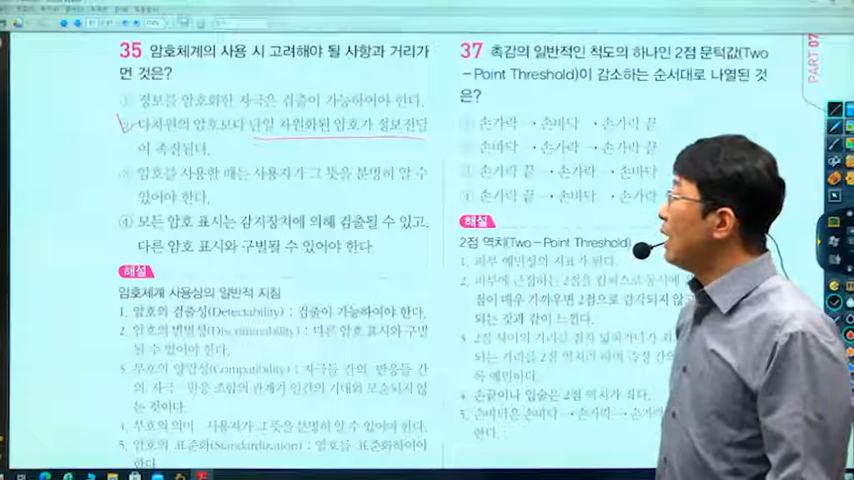 35 암호체계의 사용 시 고려해야 될 사항과 거리가
먼 것은?
① 정보를 암호화한 자극은 검출이 가능하여야 한다.
② 다차원의 암호보다 단일 차원화된 암호가 정보전달
이 촉진된다.
③ 암호를 사용한 때는 사용자가 그 뜻을 분명히 알 수
있어야 한다.
④ 모든 암호 표시는 감지장치에 의해 검출될 수 있고,
다른 암호 표시와 구별될 수 있어야 한다.
해설
암호체계 사용상의 일반적 지침
1. 암호의 검출성(Detectability) : 검출이 가능하여야 한다.
2. 암호의 변별성(Discriminability) : 다른 암호 표시와 구별
될 수 있어야 한다.
3. 부호의 양립성(Compatibility) : 자극들 간의 반응들 간
의 자극-반응 조합의 관계가 인간의 기대와 모순되지 않
는 것이다.
4. 부호의 의미 사용자가 그 뜻을 분명히 알 수 있어야 한다.
5. 암호의 표준화(Standardization) : 암호를 표준화하여야
한다.
37 촉감의 일반적인 척도의 하나인 2점 문턱값(Two
-Point Threshold)이 감소하는 순서대로 나열된 것
은?
① 손가락 → 손바닥 → 손가락 끝
② 손바닥 → 손가락 → 손가락 끝
③ 손가락 끝 → 손가락 → 손바닥
④ 손가락 끝 → 손바닥 → 손가락
해설
2점 역치(Two-Point Threshold)
1. 피부 예민성의 지표가 된다.
2. 피부에 근접하는 2점을 컴퍼스로 동시에
점이 매우 가까우면 2점으로 감각되지 않고
되는 것과 같이 느낀다.
3. 2점 사이의 거리를 점차 넓혀가다가
되는 거리를 2점 역치라 하며 측정
록 예민하다.
4. 손끝이나 입술은 2점 역치가 작다.
5. 손바닥은 손바닥 → 손가락 → 손가락
한다.
PART 07